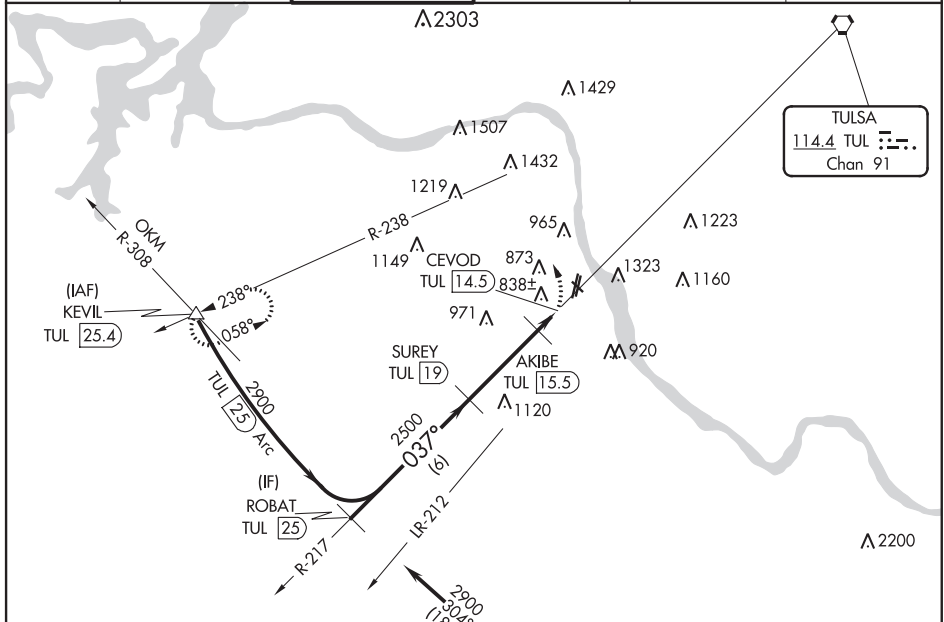 2303
1429
TULSA
114.4 TUL
Chan 91
1507
1432
1219
R-238
965
1223
1149
CEVOD
TUL 14.5
873
838±
1323
1160
OKM
R-308
(IAF)
KEVIL
TUL 25.4
238°
058°
971
920
SUREY
TUL 19
AKIBE
TUL 15.5
1120
2900
TUL 25 Arc
2500
037°
(6)
(IF)
ROBAT
TUL 25
R-217
LR-212
2200
2900
304°